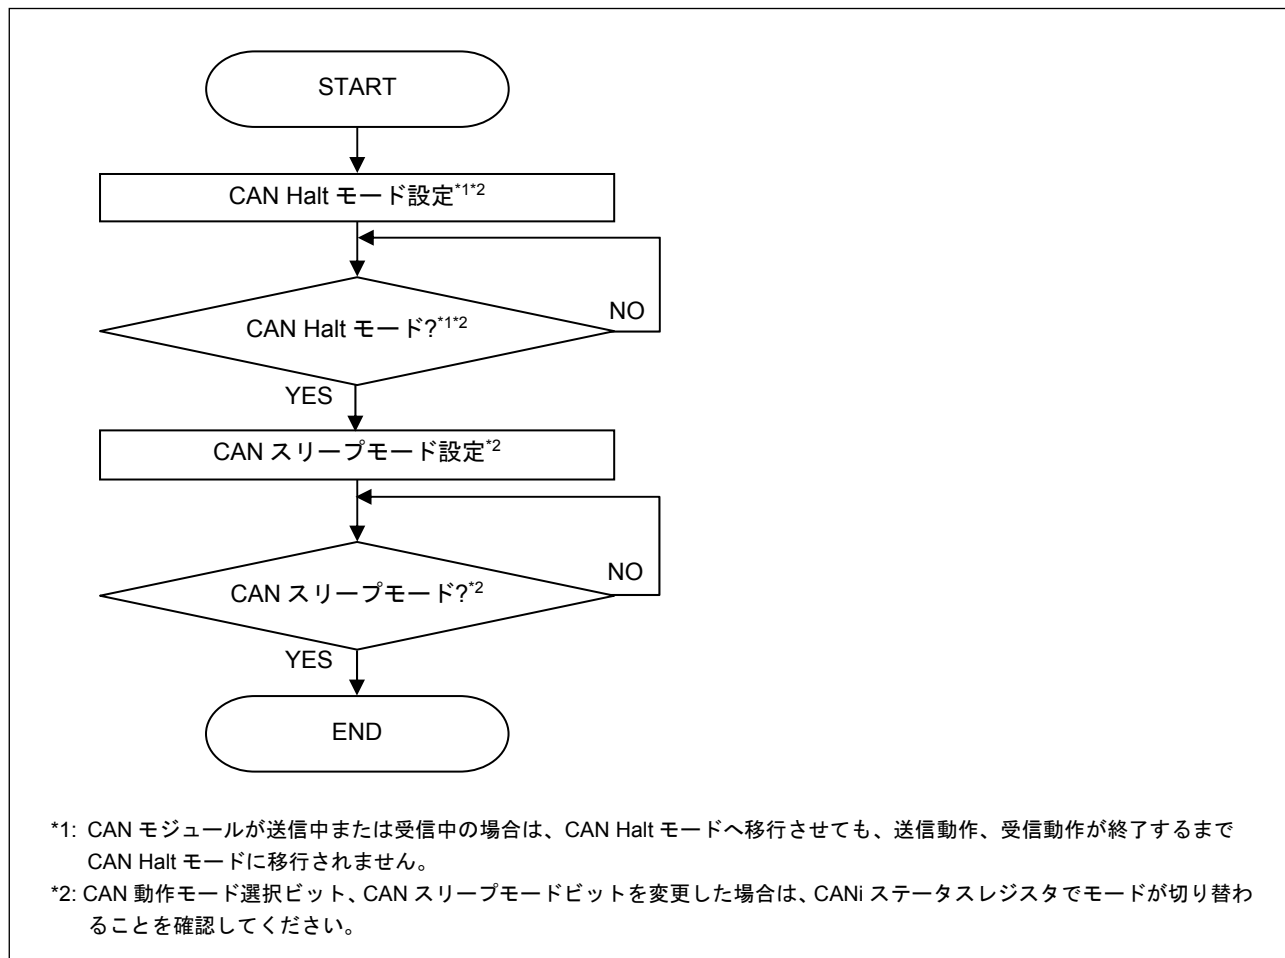 START
CAN Halt モード設定*1*2
CAN Halt モード?*1*2
NO
YES
CAN スリープモード設定*2
CAN スリープモード?*2
NO
YES
END
*1: CAN モジュールが送信中または受信中の場合は、CAN Halt モードへ移行させても、送信動作、受信動作が終了するまで
CAN Halt モードに移行されません。
*2: CAN 動作モード選択ビット、CAN スリープモードビットを変更した場合は、CANi ステータスレジスタでモードが切り替わ
ることを確認してください。